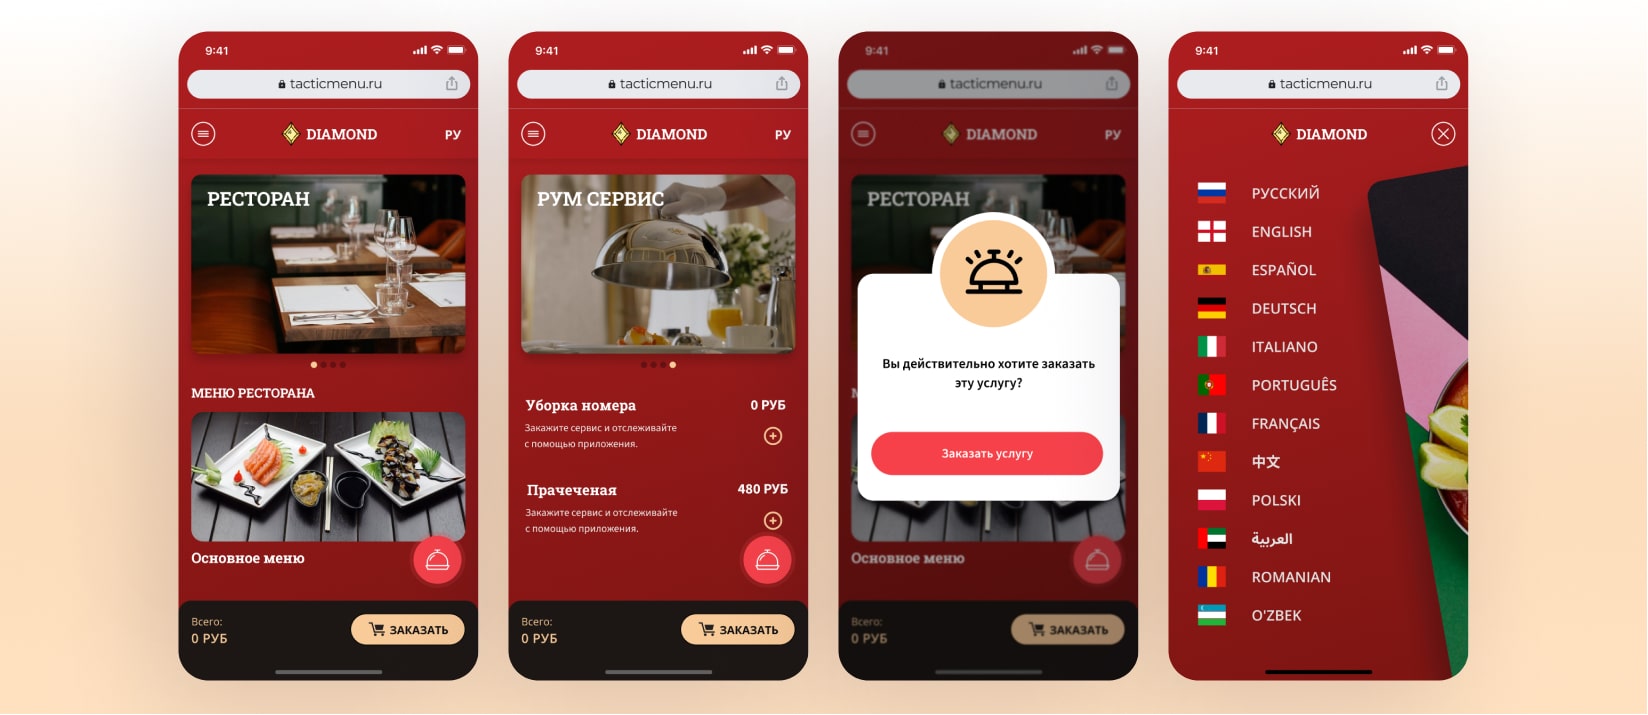 9:41
tacticmenu.ru
DIAMOND
РУ
РЕСТОРАН
МЕНЮ РЕСТОРАНА
Основное меню
Всего:
0 РУБ
ЗАКАЗАТЬ
9:41
tacticmenu.ru
DIAMOND
РУ
РУМ СЕРВИС
Уборка номера
0 РУБ
Закажите сервис и отслеживайте
с помощью приложения.
Прачеченая
480 РУБ
Закажите сервис и отслеживайте
с помощью приложения.
Всего:
0 РУБ
ЗАКАЗАТЬ
9:41
tacticmenu.ru
DIAMOND
РУ
РЕСТОРАН
Вы действительно хотите заказать
эту услугу?
Заказать услугу
Основное меню
Всего:
0 РУБ
ЗАКАЗАТЬ
9:41
tacticmenu.ru
DIAMOND
РУССКИЙ
ENGLISH
ESPAÑOL
DEUTSCH
ITALIANO
PORTUGUÊS
FRANÇAIS
中文
POLSKI
العربية
ROMANIAN
O'ZBEK